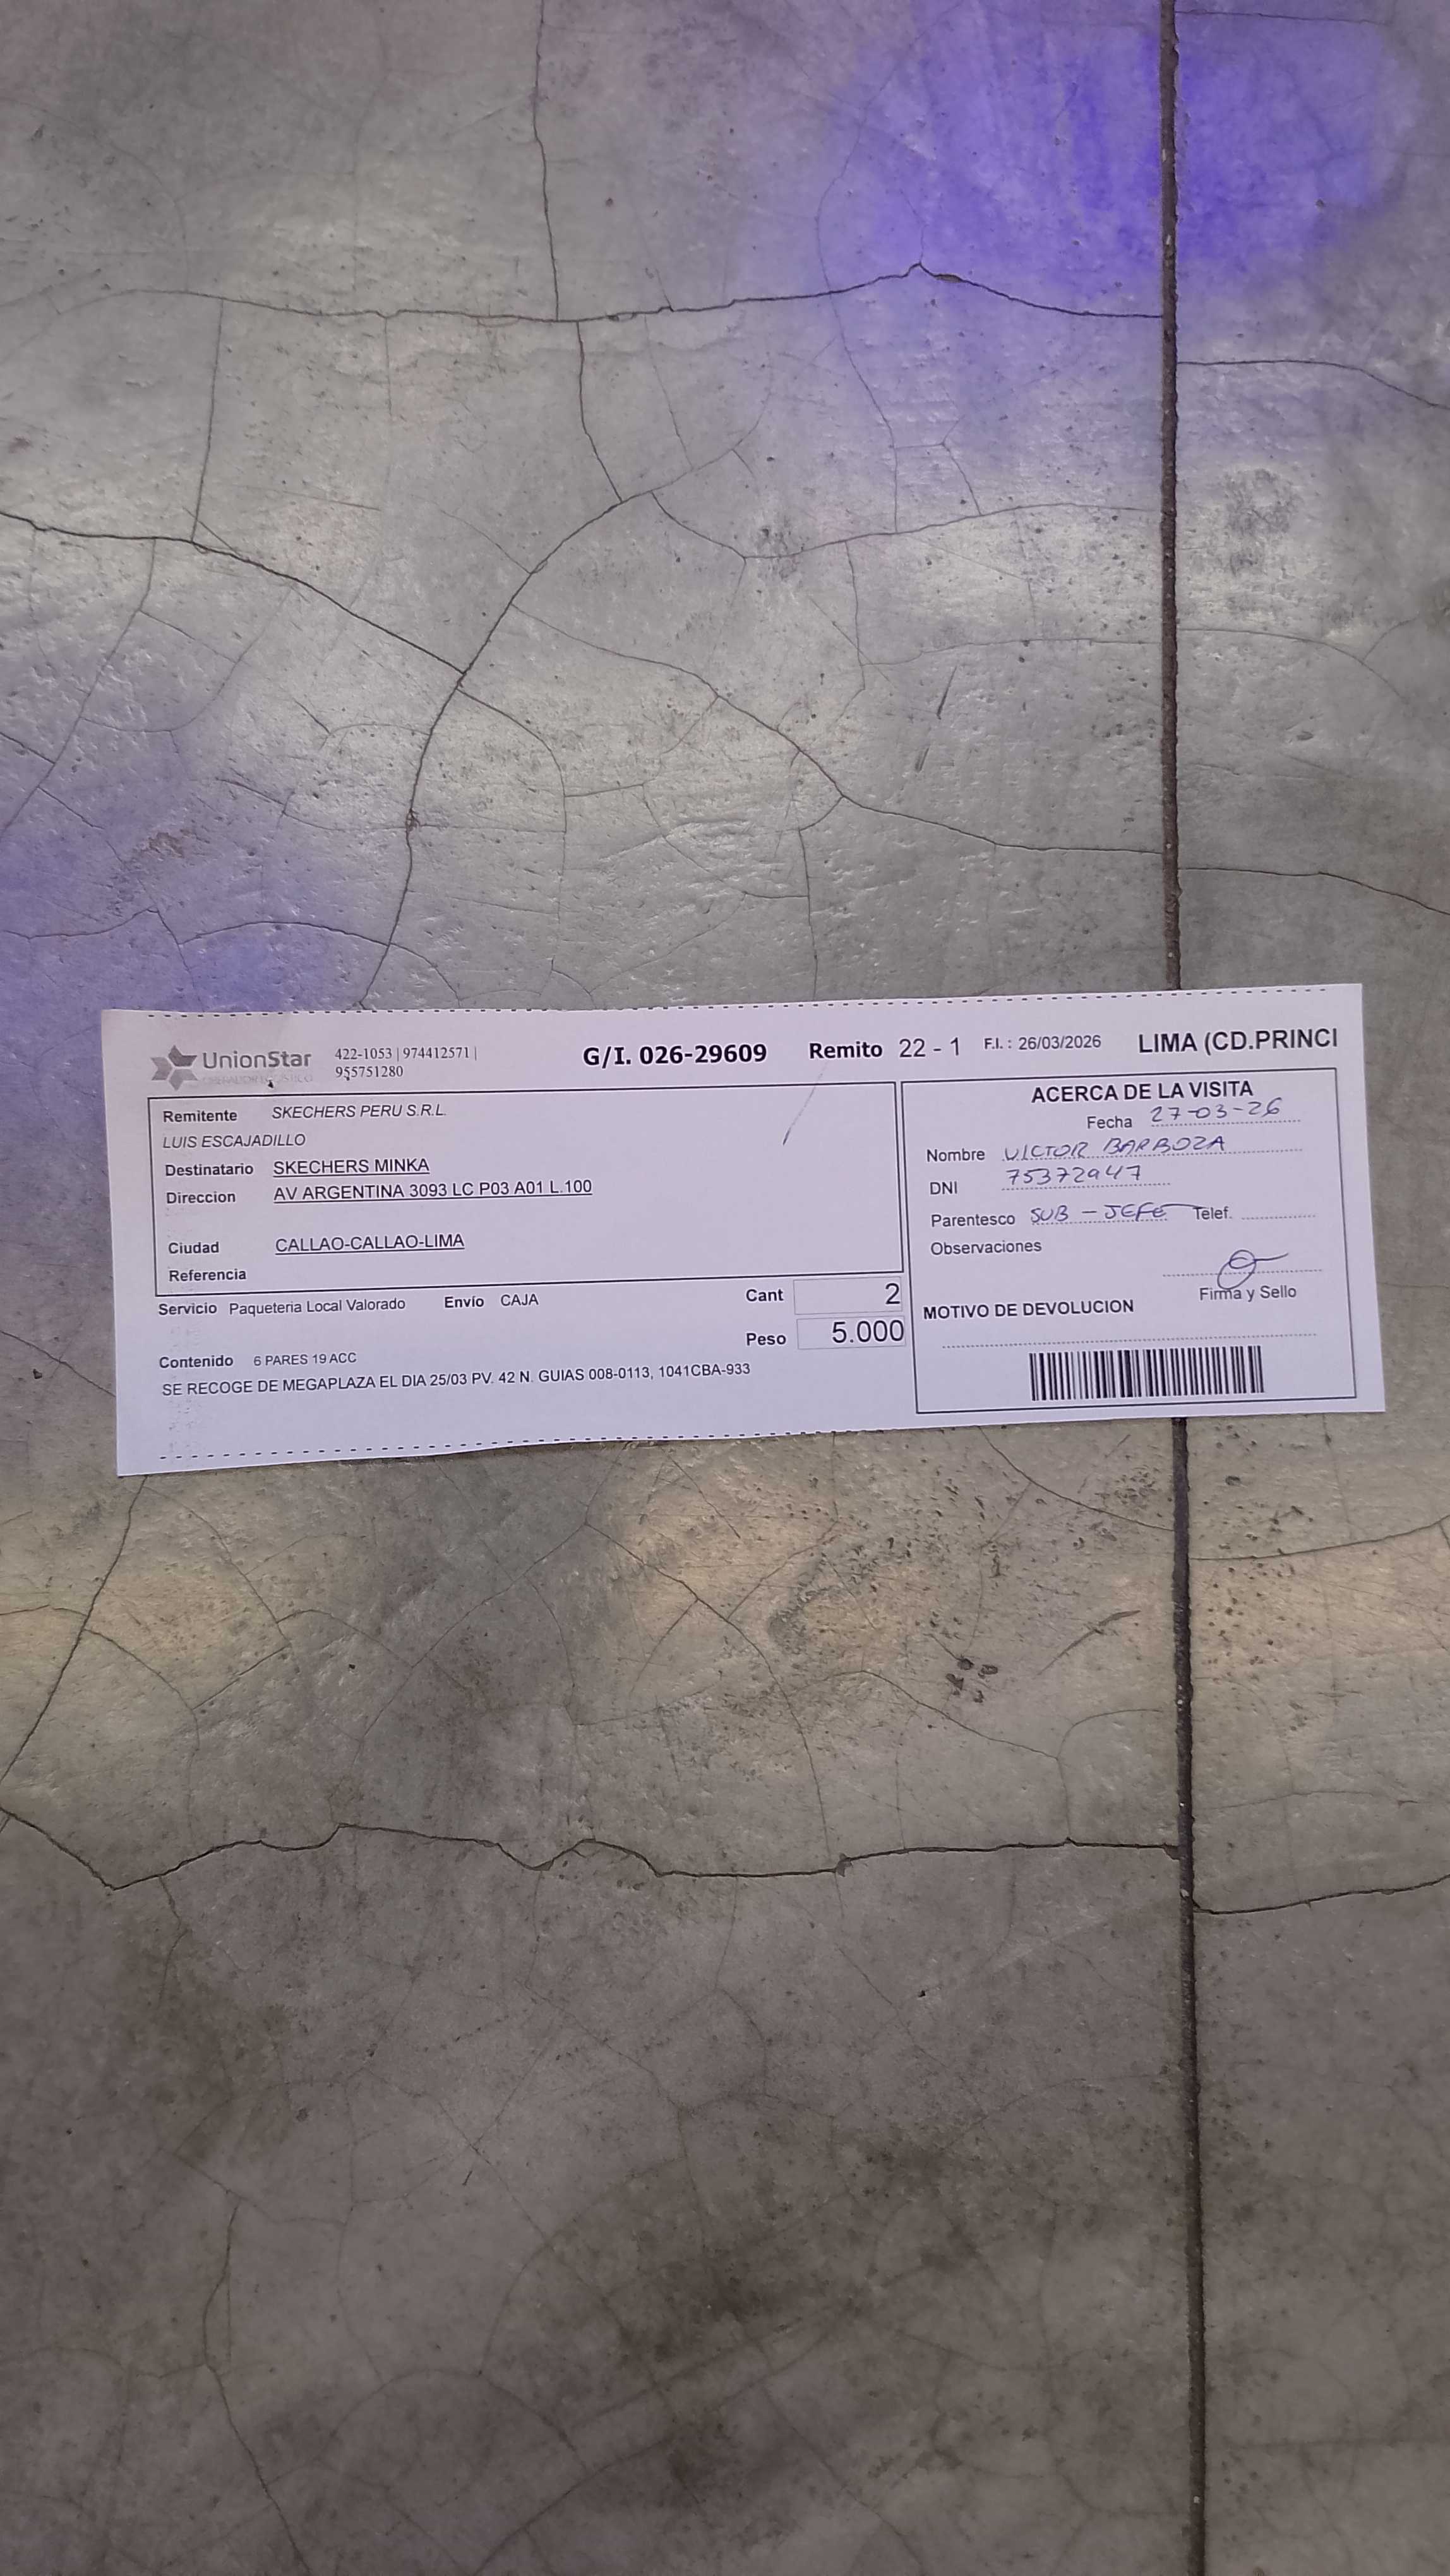 UnionStar
422-1053 | 974412571 |
955751280
G/I. 026-29609 Remito 22 - 1 F.I. : 26/03/2026 LIMA (CD.PRINCI
Remitente SKECHERS PERU S.R.L.
LUIS ESCAJADILLO
Destinatario SKECHERS MINKA
Direccion AV ARGENTINA 3093 LC P03 A01 L.100
Ciudad CALLAO-CALLAO-LIMA
Referencia
Servicio Paqueteria Local Valorado Envío CAJA
Cant 2
Peso 5.000
Contenido 6 PARES 19 ACC
SE RECOGE DE MEGAPLAZA EL DIA 25/03 PV. 42 N. GUIAS 008-0113, 1041CBA-933
ACERCA DE LA VISITA
Fecha 27-03-26
Nombre VICTOR BARBOZA
DNI 75372947
Parentesco SUB - JEFE Telef.
Observaciones
Firma y Sello
MOTIVO DE DEVOLUCION